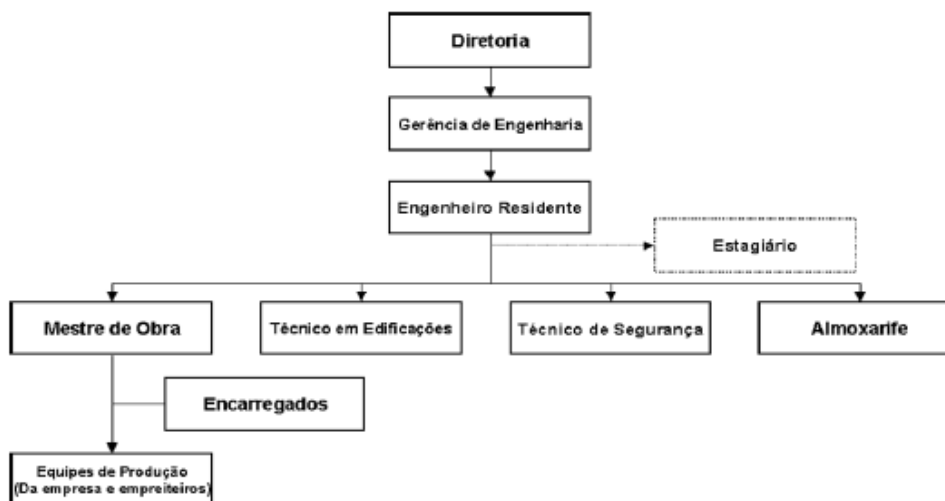 Diretoria
Gerência de Engenharia
Engenheiro Residente
Estagiário
Mestre de Obra
Técnico em Edificações
Técnico de Segurança
Almoxarife
Encarregados
Equipes de Produção
(Da empresa e empreiteiros)